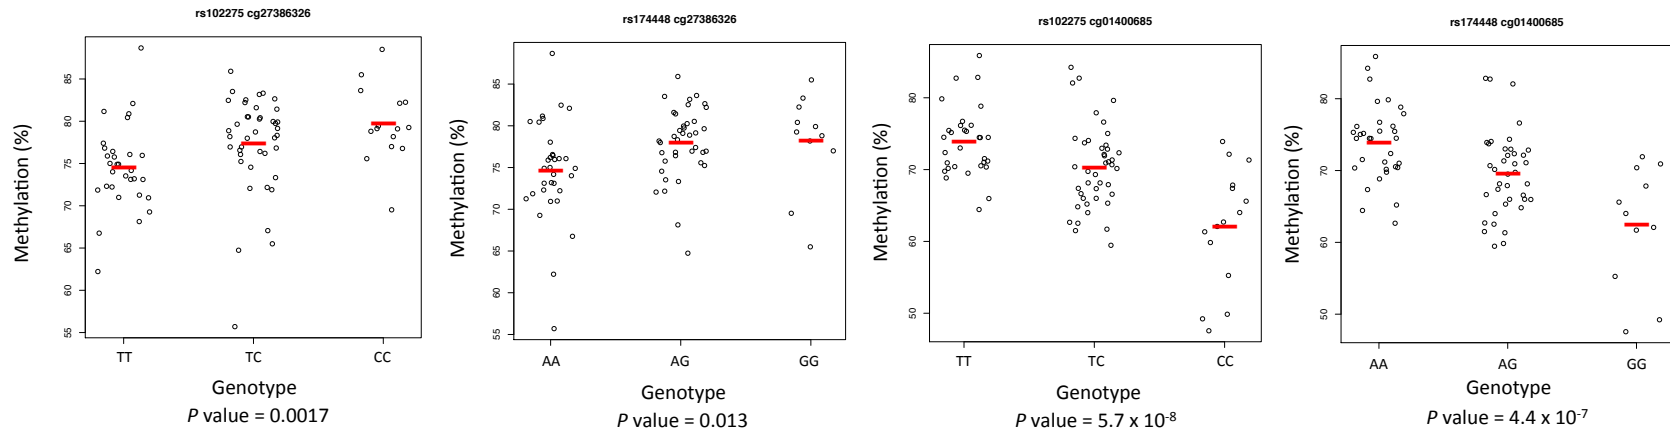 rs102275 cg27386326
Methylation (%)
85
80
75
70
65
60
55
TT TC CC
Genotype
P value = 0.0017
rs174448 cg27386326
Methylation (%)
85
80
75
70
65
60
55
AA AG GG
Genotype
P value = 0.013
rs102275 cg01400685
Methylation (%)
80
70
60
50
TT TC CC
Genotype
P value = 5.7 x 10⁻⁸
rs174448 cg01400685
Methylation (%)
80
70
60
50
AA AG GG
Genotype
P value = 4.4 x 10⁻⁷